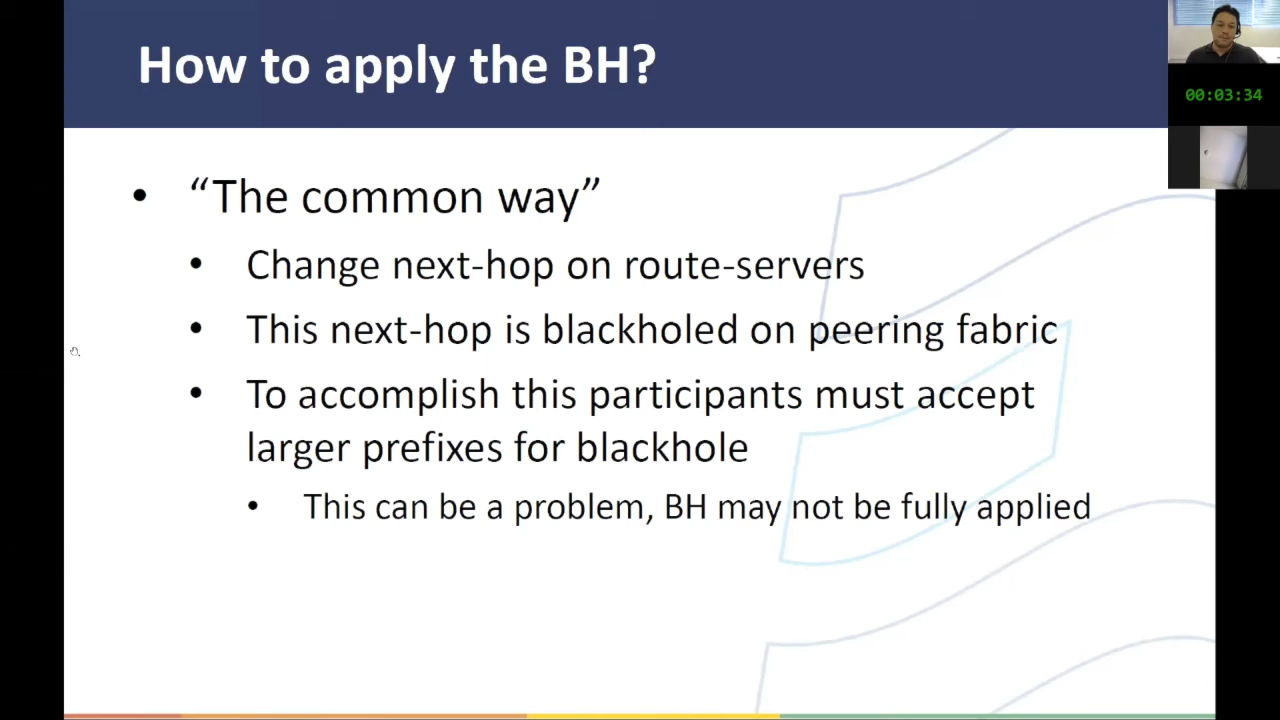 How to apply the BH?
00:03:34
• “The common way”
• Change next-hop on route-servers
• This next-hop is blackholed on peering fabric
• To accomplish this participants must accept
larger prefixes for blackhole
• This can be a problem, BH may not be fully applied